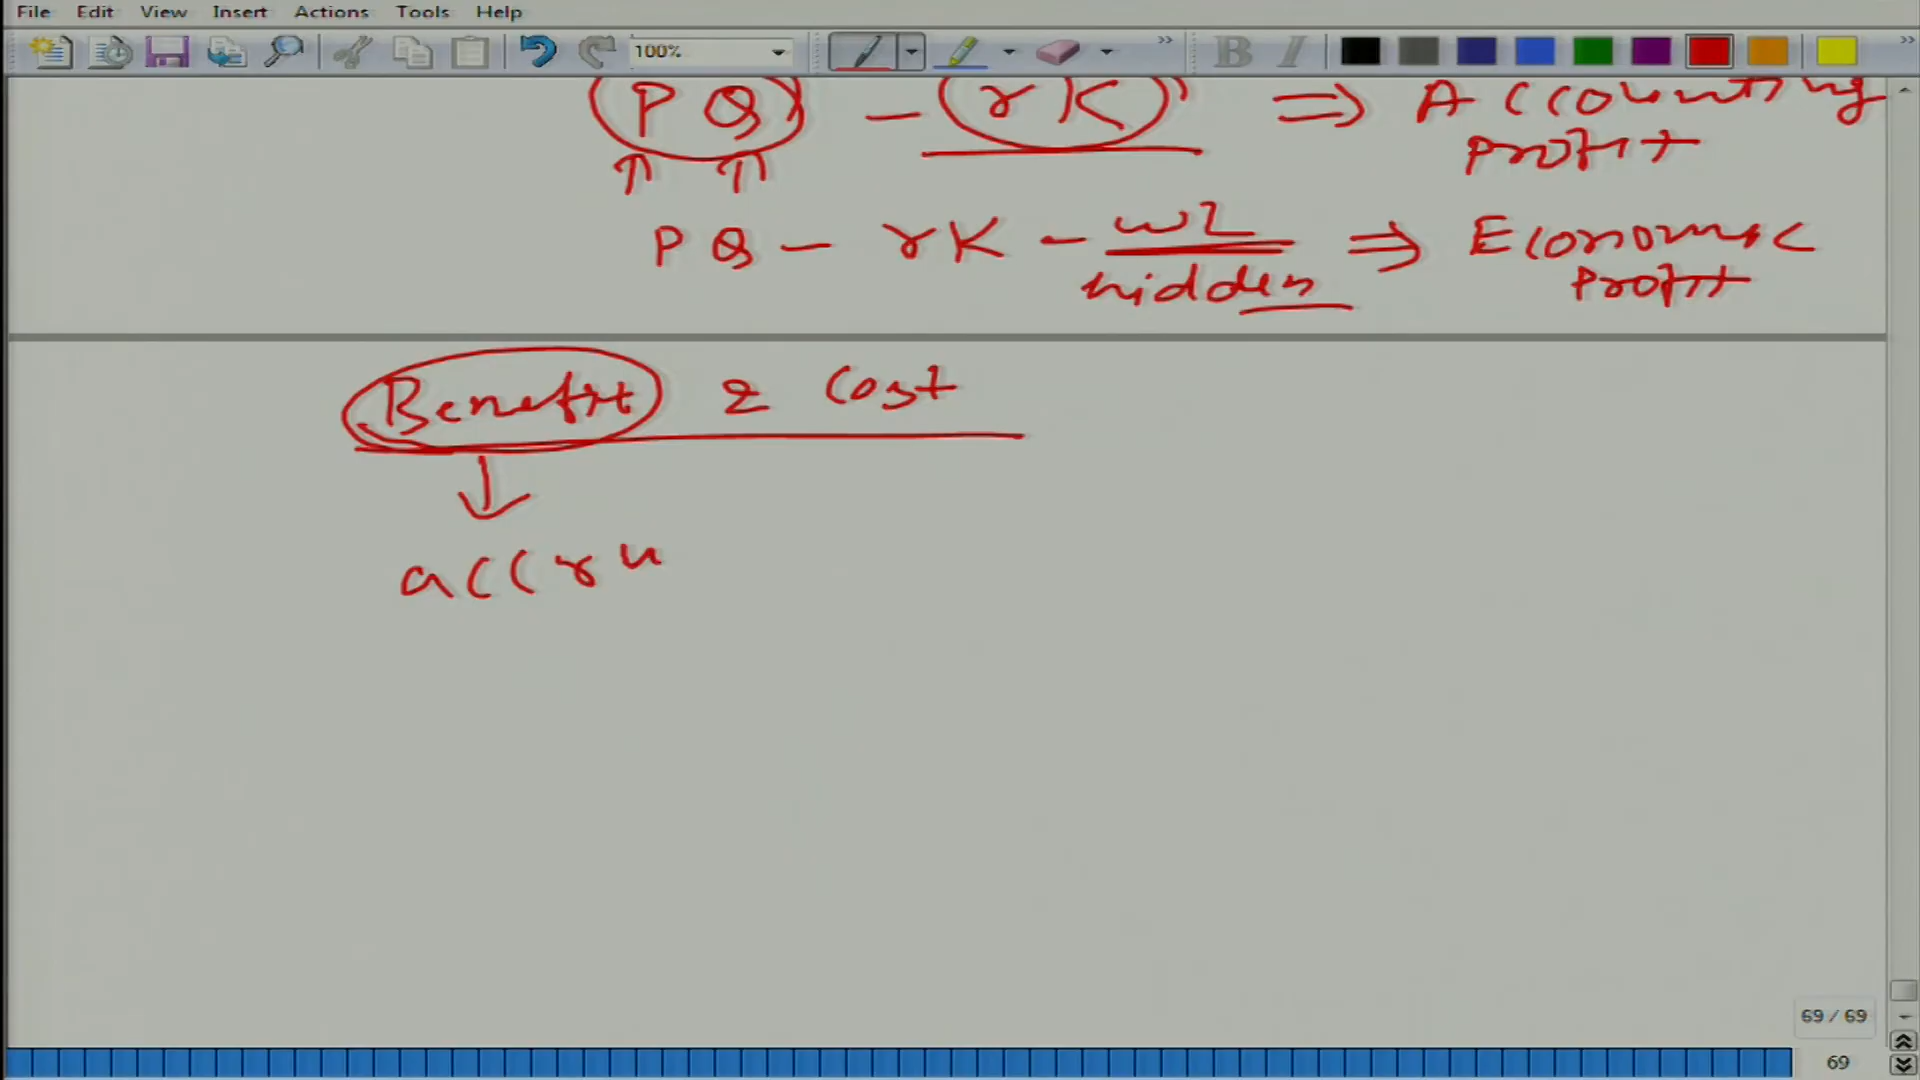 File Edit View Insert Actions Tools Help
100%
PQ - rK ⇒ Accounting
Profit
PQ - rK - wL ⇒ Economic
hidden Profit
Benefit & Cost
accru
69 / 69
69